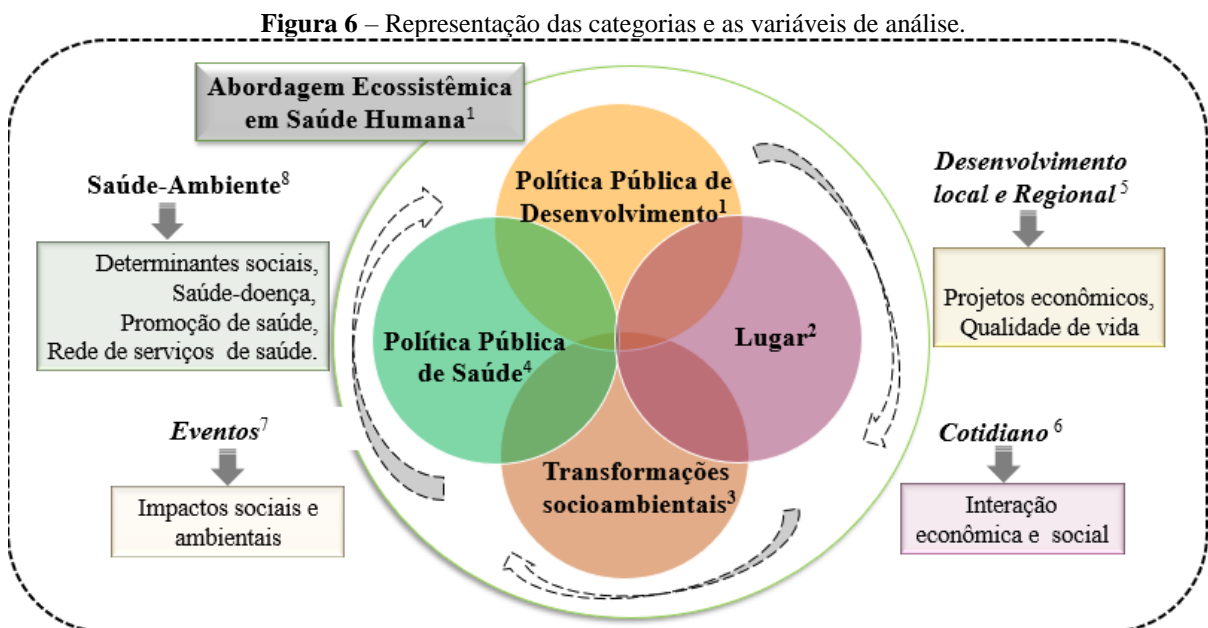 Figura 6 – Representação das categorias e as variáveis de análise.
Abordagem Ecossistêmica
em Saúde Humana¹
Saúde-Ambiente⁸
Determinantes sociais,
Saúde-doença,
Promoção de saúde,
Rede de serviços de saúde.
Eventos⁷
Impactos sociais e
ambientais
Política Pública de
Desenvolvimento¹
Política Pública
de Saúde⁴
Lugar²
Transformações
socioambientais³
Desenvolvimento
local e Regional⁵
Projetos econômicos,
Qualidade de vida
Cotidiano⁶
Interação
econômica e social